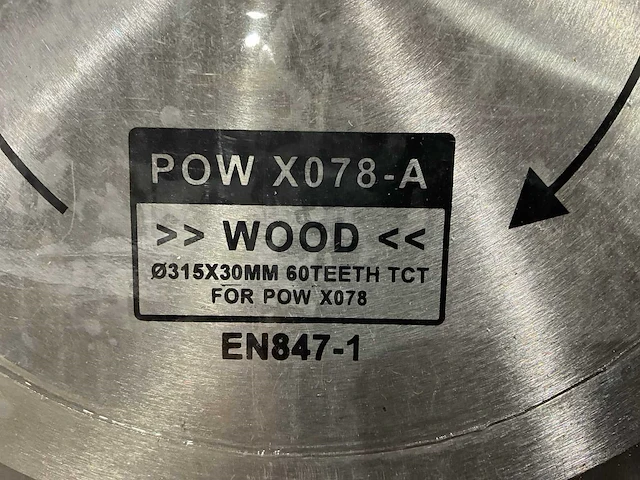 POW X078-A
>> WOOD <<
Ø315X30MM 60TEETH TCT
FOR POW X078
EN847-1